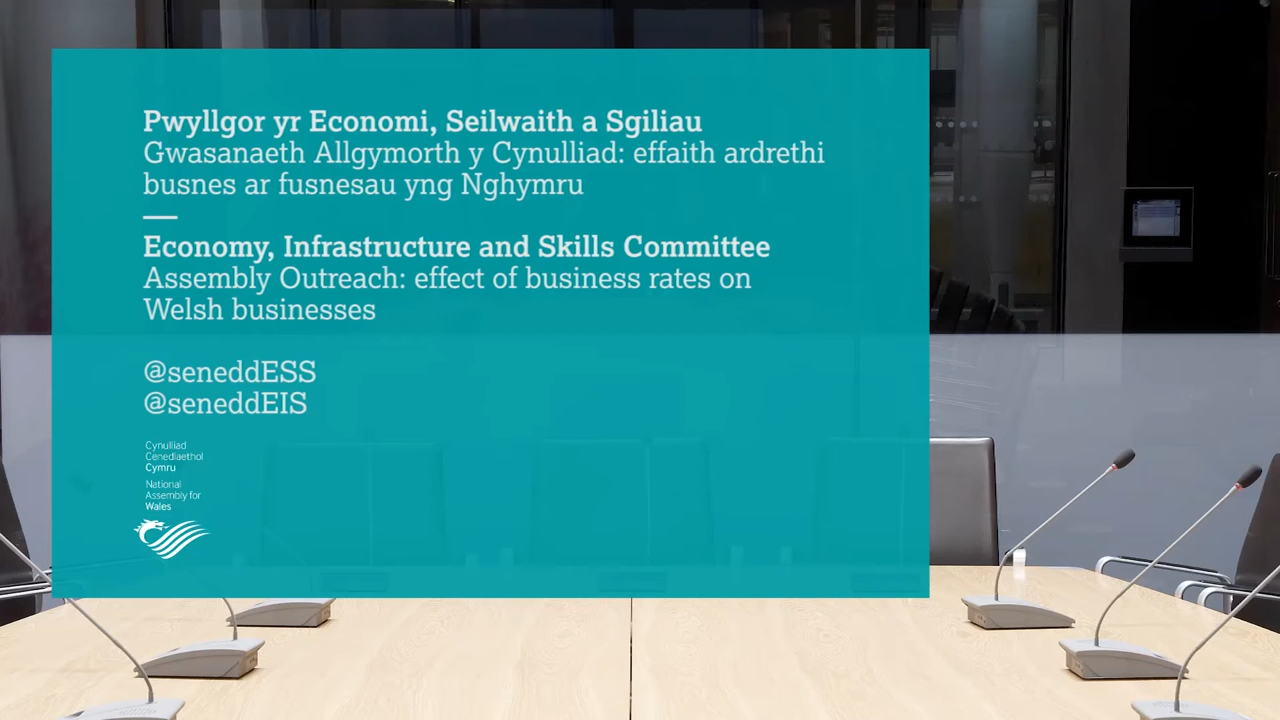 Pwyllgor yr Economi, Seilwaith a Sgiliau
Gwasanaeth Allgymorth y Cynulliad: effaith ardrethi
busnes ar fusnesau yng Nghymru
Economy, Infrastructure and Skills Committee
Assembly Outreach: effect of business rates on
Welsh businesses
@seneddESS
@seneddEIS
Cynulliad
Cenedlaethol
Cymru
National
Assembly for
Wales